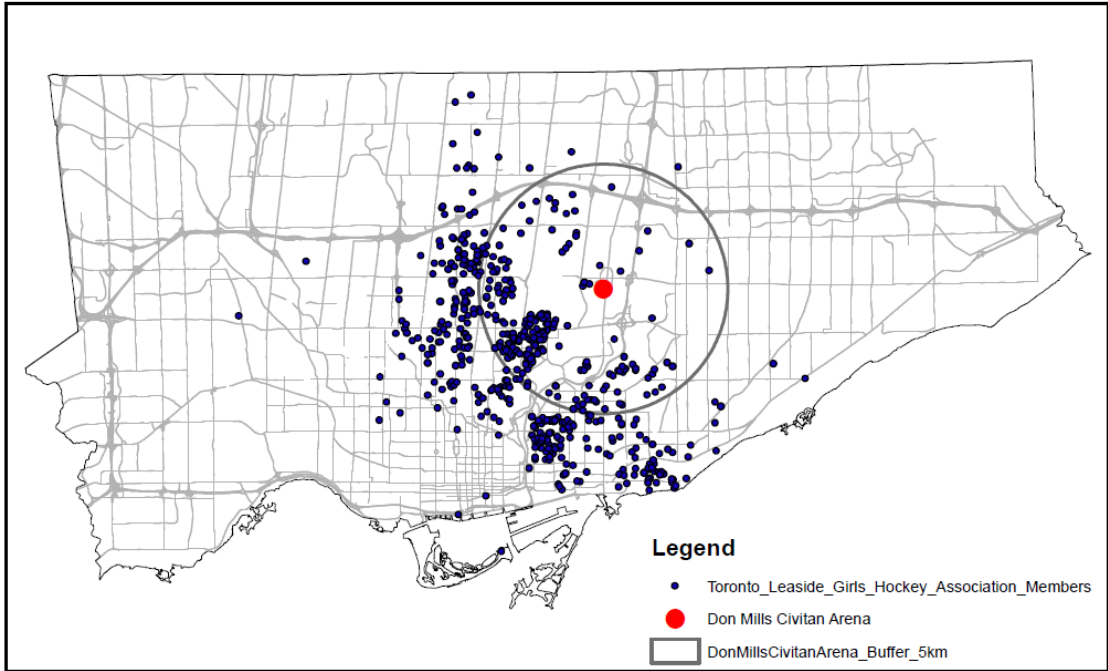 Legend
Toronto_Leaside_Girls_Hockey_Association_Members
Don Mills Civitan Arena
DonMillsCivitanArena_Buffer_5km